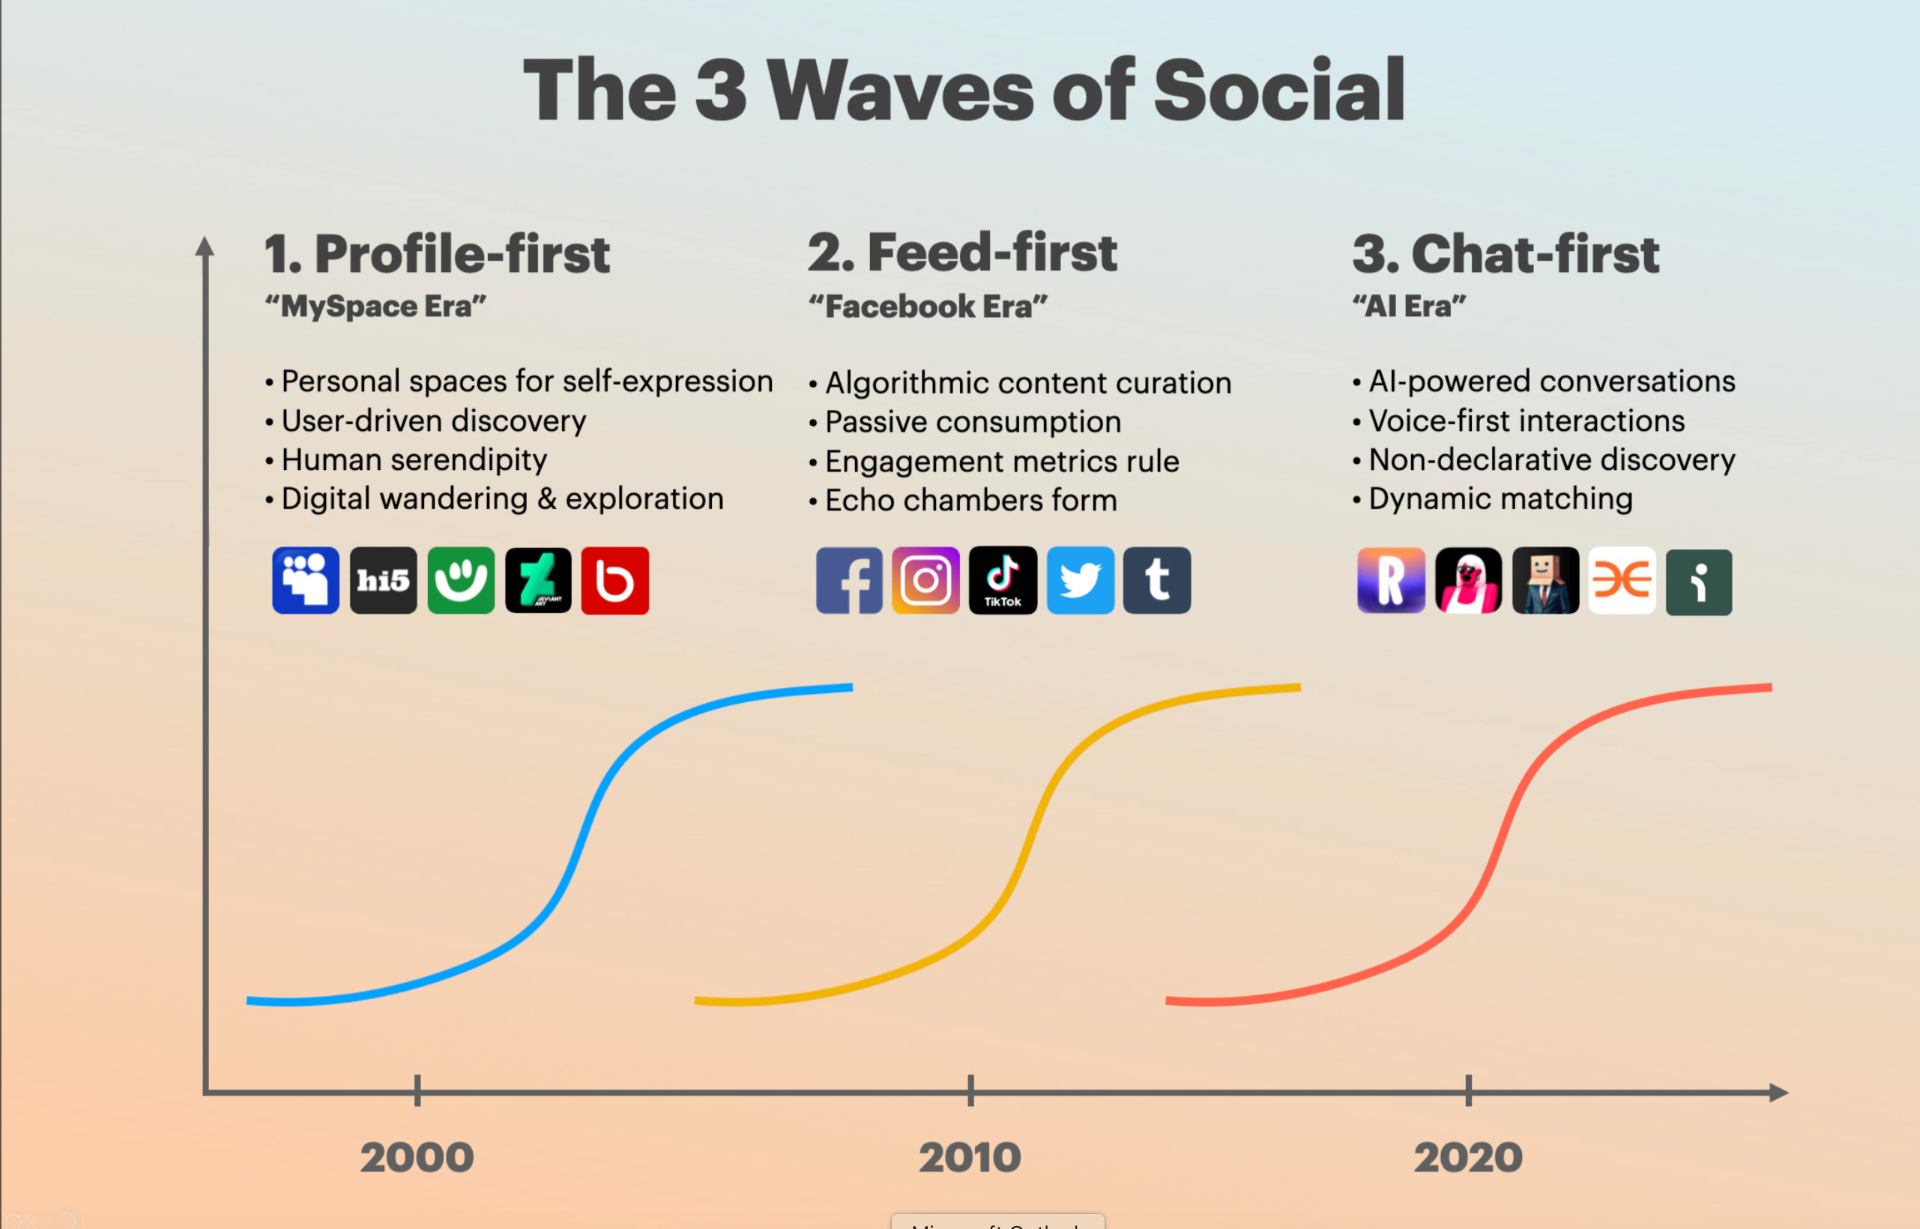 The 3 Waves of Social
1. Profile-first
“MySpace Era”
• Personal spaces for self-expression
• User-driven discovery
• Human serendipity
• Digital wandering & exploration
hi5
DEVIANT
ART
b
2. Feed-first
“Facebook Era”
• Algorithmic content curation
• Passive consumption
• Engagement metrics rule
• Echo chambers form
f
TikTok
t
3. Chat-first
“AI Era”
• AI-powered conversations
• Voice-first interactions
• Non-declarative discovery
• Dynamic matching
R
i
2000
2010
2020